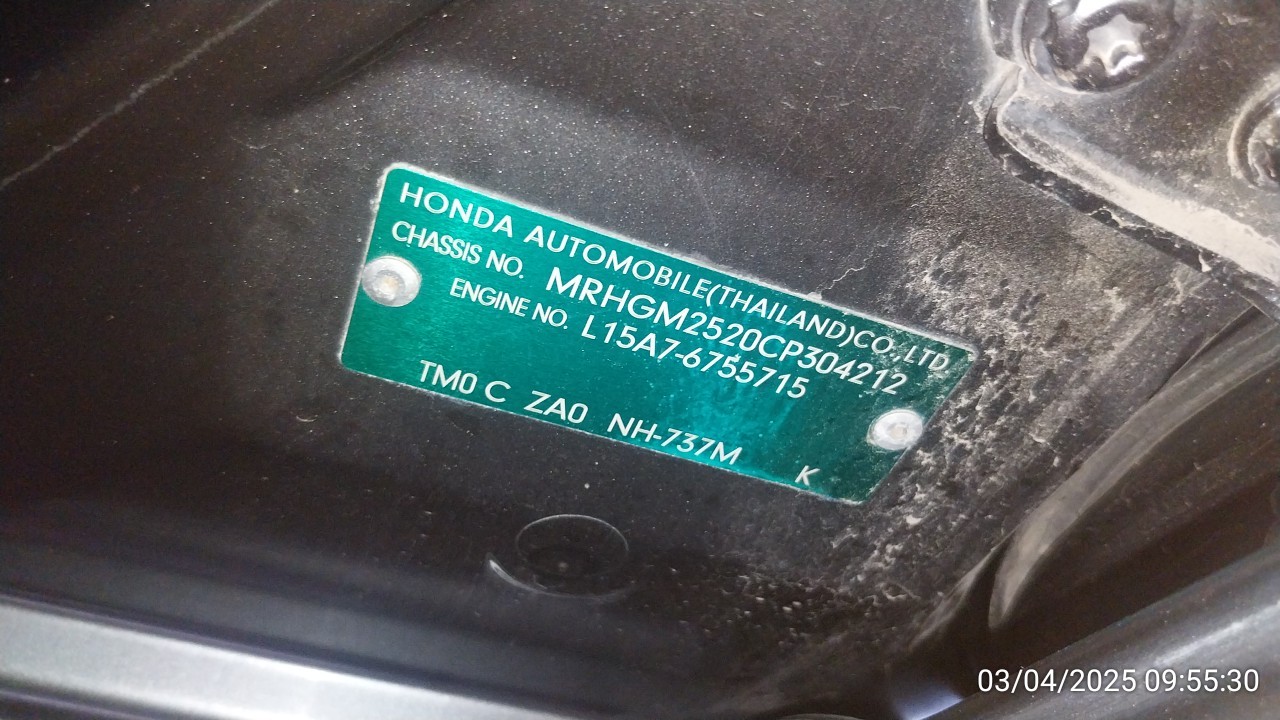 HONDA AUTOMOBILE(THAILAND)CO.,LTD.
CHASSIS NO. MRHGM2520CP304212
ENGINE NO. L15A7-6755715
TM0 C ZA0 NH-737M K
03/04/2025 09:55:30